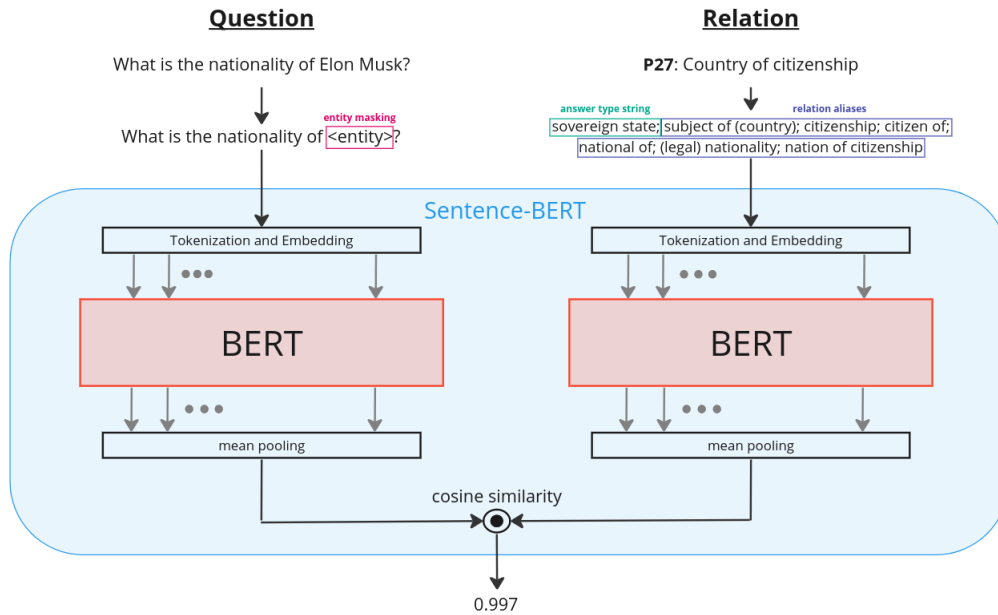 Question
Relation
What is the nationality of Elon Musk?
P27: Country of citizenship
entity masking
What is the nationality of <entity>?
answer type string
relation aliases
sovereign state; subject of (country); citizenship; citizen of;
national of; (legal) nationality; nation of citizenship
Sentence-BERT
Tokenization and Embedding
Tokenization and Embedding
BERT
BERT
mean pooling
mean pooling
cosine similarity
0.997